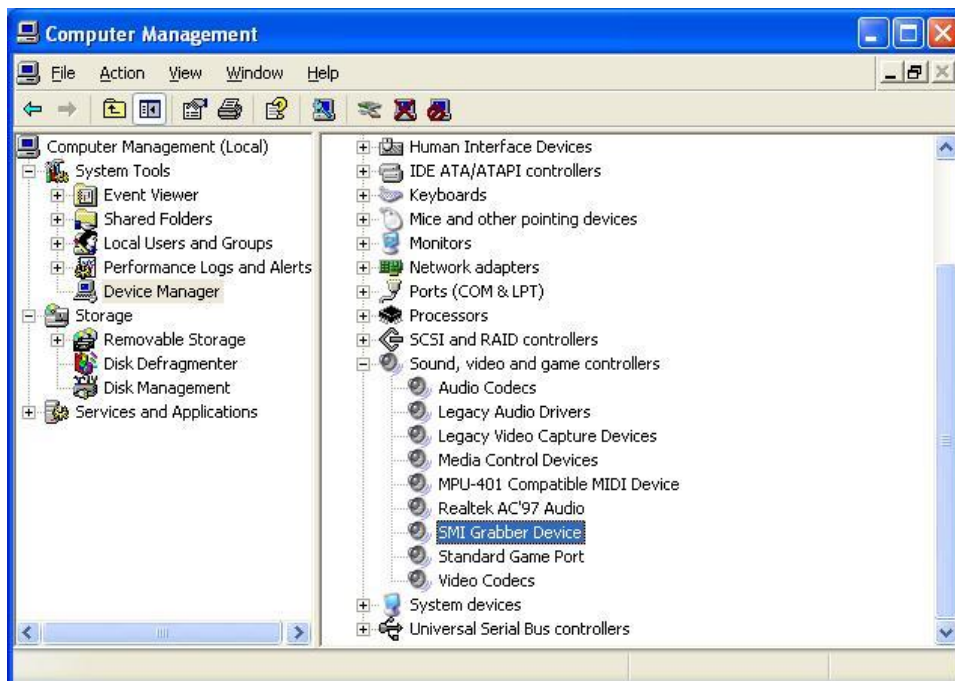 Computer Management
File Action View Window Help
Computer Management (Local)
System Tools
Event Viewer
Shared Folders
Local Users and Groups
Performance Logs and Alerts
Device Manager
Storage
Removable Storage
Disk Defragmenter
Disk Management
Services and Applications
Human Interface Devices
IDE ATA/ATAPI controllers
Keyboards
Mice and other pointing devices
Monitors
Network adapters
Ports (COM & LPT)
Processors
SCSI and RAID controllers
Sound, video and game controllers
Audio Codecs
Legacy Audio Drivers
Legacy Video Capture Devices
Media Control Devices
MPU-401 Compatible MIDI Device
Realtek AC'97 Audio
SMI Grabber Device
Standard Game Port
Video Codecs
System devices
Universal Serial Bus controllers